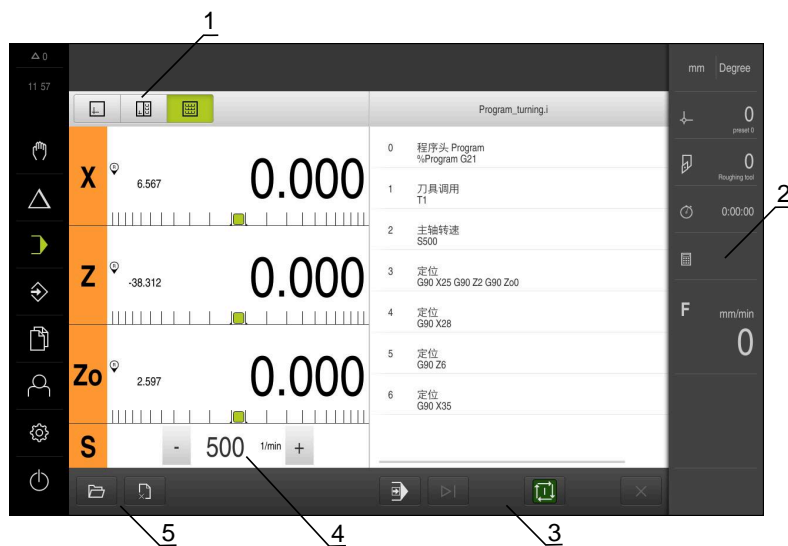 1
0
11 57
mm
Degree
Program_turning.i
0
preset 0
X
R
6.567
0.000
0
程序头 Program
%Program G21
0
Roughing tool
1
刀具调用
T1
0:00:00
2
2
主轴转速
S500
Z
R
-38.312
0.000
3
定位
G90 X25 G90 Z2 G90 Zo0
4
定位
G90 X28
F
mm/min
0
Zo
R
2.597
0.000
5
定位
G90 Z6
6
定位
G90 X35
S
-
500
1/min
+
5
4
3